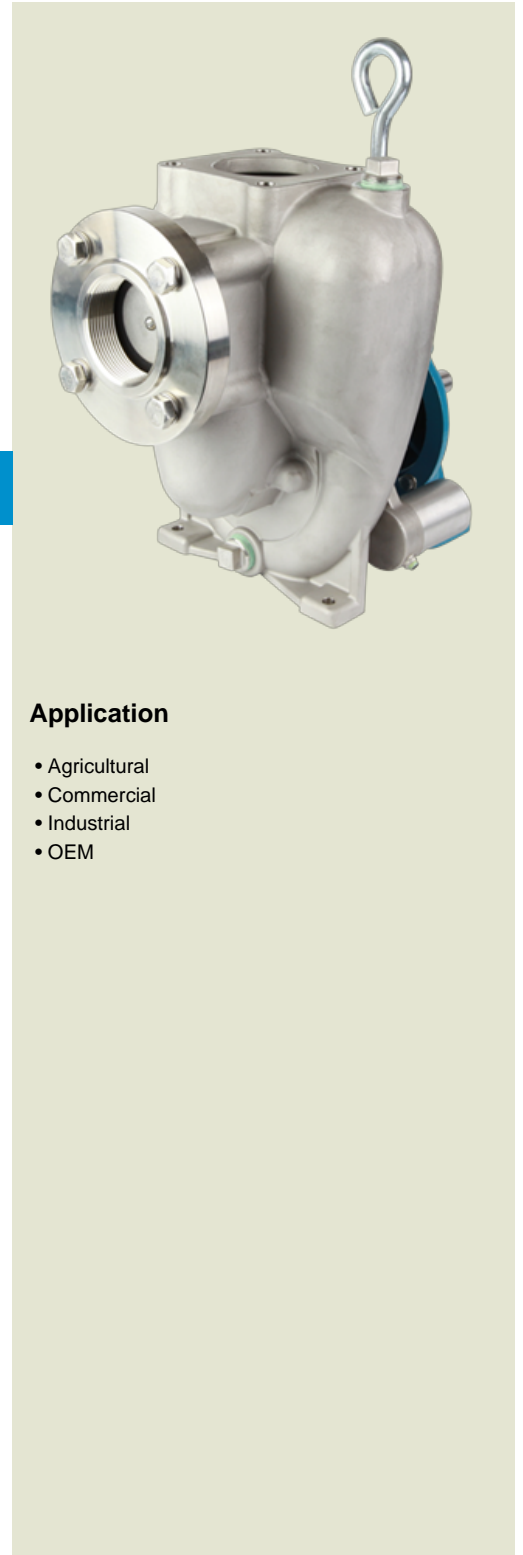 Application
• Agricultural
• Commercial
• Industrial
• OEM